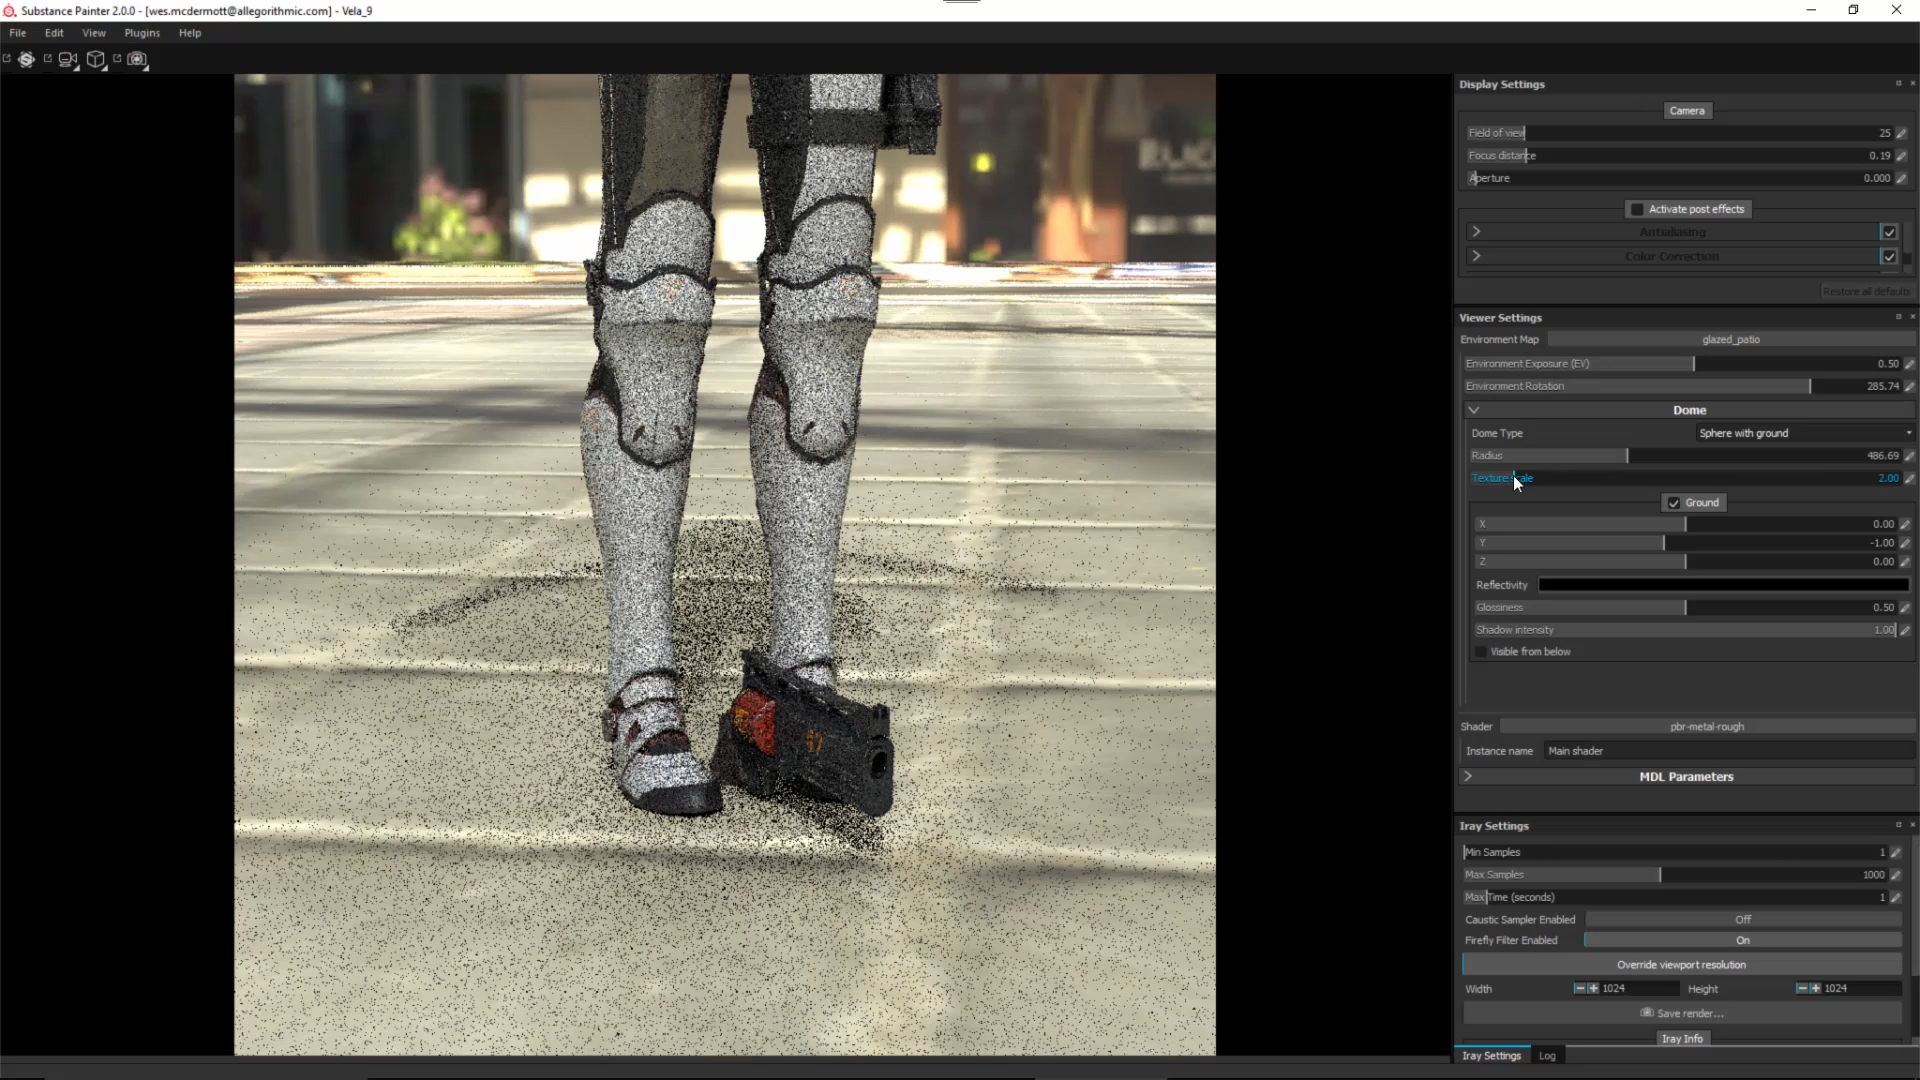 Substance Painter 2.0.0 - [wes.mcdermott@allegorithmic.com] - Vela_9
File Edit View Plugins Help
Display Settings
Camera
Field of view 25
Focus distance 0.19
Aperture 0.000
Activate post effects
Antialiasing
Color Correction
Restore all defaults
Viewer Settings
Environment Map glazed_patio
Environment Exposure (EV) 0.50
Environment Rotation 285.74
Dome
Dome Type Sphere with ground
Radius 486.69
Texture scale 2.00
Ground
X 0.00
Y -1.00
Z 0.00
Reflectivity
Glossiness 0.50
Shadow intensity 1.00
Visible from below
Shader pbr-metal-rough
Instance name Main shader
MDL Parameters
Iray Settings
Min Samples 1
Max Samples 1000
Max Time (seconds) 1
Caustic Sampler Enabled Off
Firefly Filter Enabled On
Override viewport resolution
Width 1024 Height 1024
Save render...
Iray Info
Iray Settings Log
17